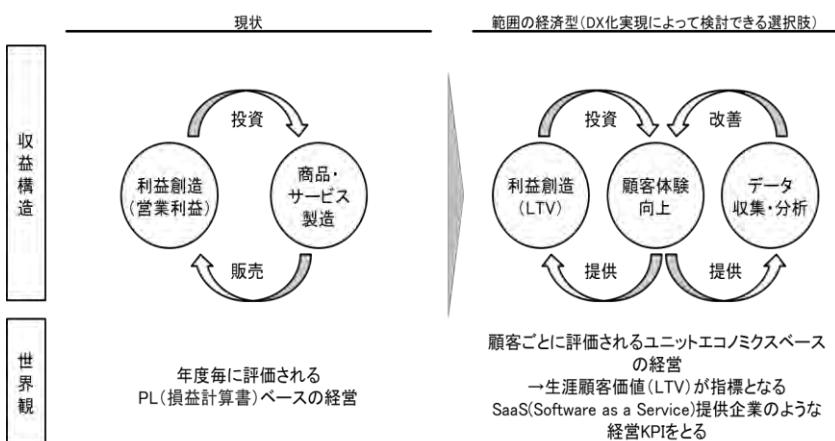 現状
範囲の経済型(DX化実現によって検討できる選択肢)
収益構造
投資
利益創造
(営業利益)
商品・
サービス
製造
販売
投資
改善
利益創造
(LTV)
顧客体験
向上
データ
収集・分析
提供
提供
世界観
年度毎に評価される
PL(損益計算書)ベースの経営
顧客ごとに評価されるユニットエコノミクスベース
の経営
→生涯顧客価値(LTV)が指標となる
SaaS(Software as a Service)提供企業のような
経営KPIをとる